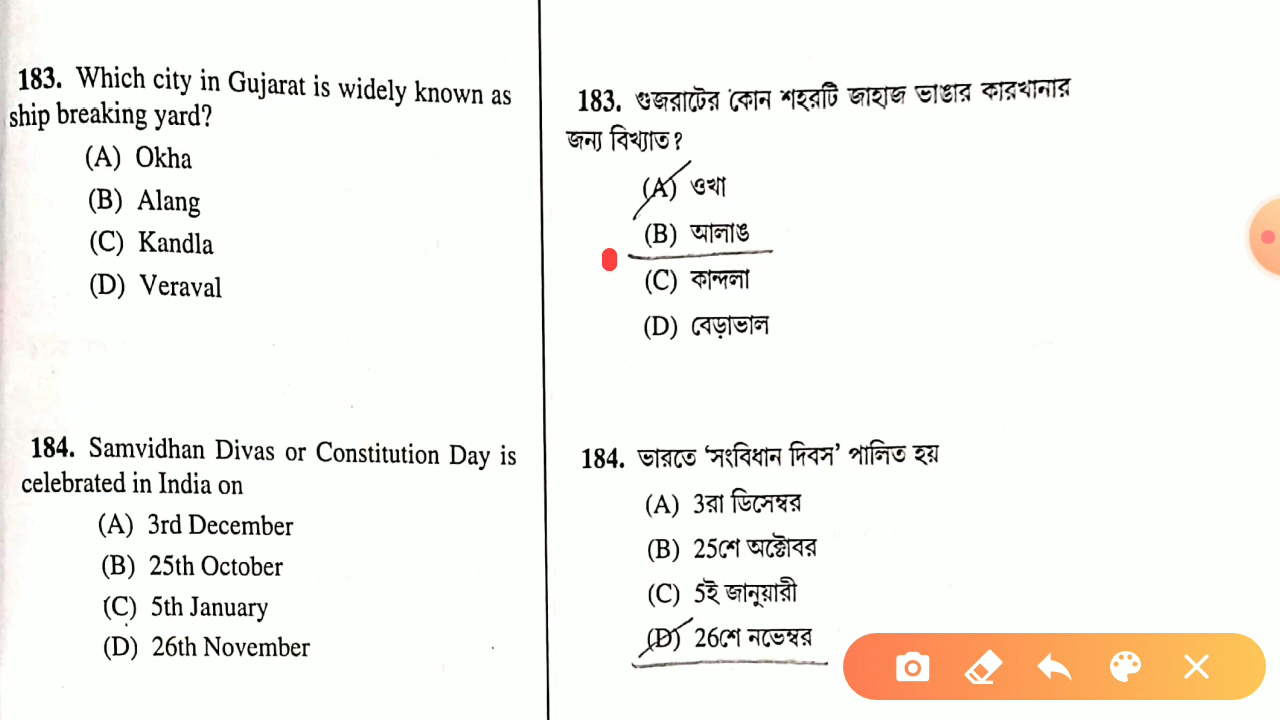 183. Which city in Gujarat is widely known as
ship breaking yard?
(A) Okha
(B) Alang
(C) Kandla
(D) Veraval
184. Samvidhan Divas or Constitution Day is
celebrated in India on
(A) 3rd December
(B) 25th October
(C) 5th January
(D) 26th November
183. গুজরাটের কোন শহরটি জাহাজ ভাঙার কারখানার
জন্য বিখ্যাত?
(A) ওখা
(B) আলাঙ
(C) কান্দলা
(D) বেড়াভাল
184. ভারতে ‘সংবিধান দিবস’ পালিত হয়
(A) 3রা ডিসেম্বর
(B) 25শে অক্টোবর
(C) 5ই জানুয়ারী
(D) 26শে নভেম্বর